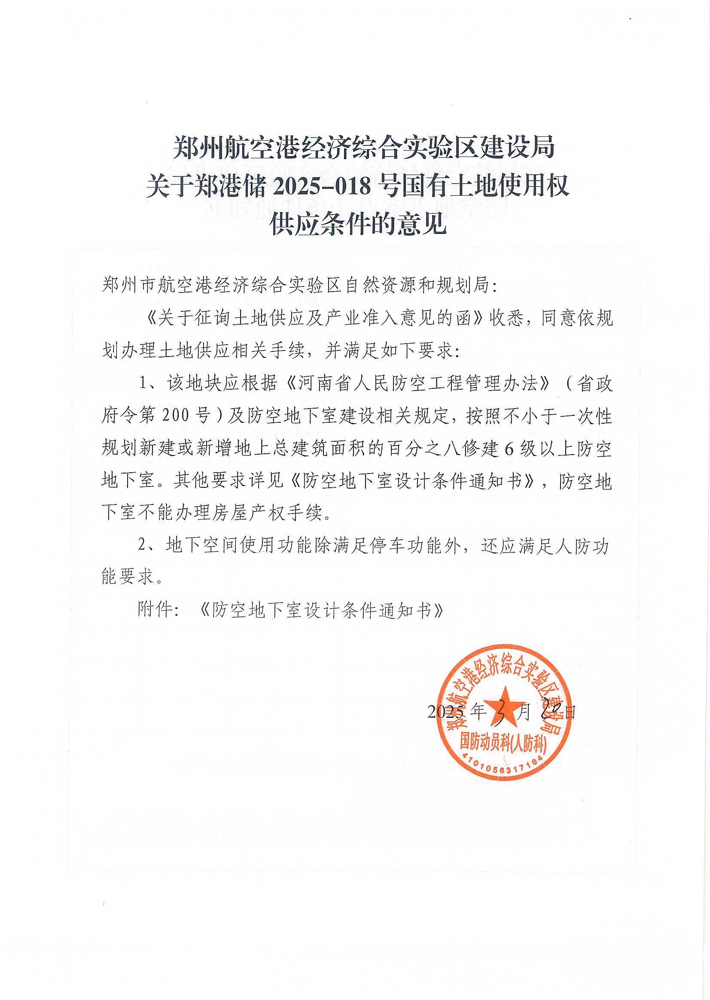 郑州航空港经济综合实验区建设局
关于郑港储 2025-018 号国有土地使用权
供应条件的意见
郑州市航空港经济综合实验区自然资源和规划局：
《关于征询土地供应及产业准入意见的函》收悉，同意依规
划办理土地供应相关手续，并满足如下要求：
1、该地块应根据《河南省人民防空工程管理办法》（省政
府令第 200 号）及防空地下室建设相关规定，按照不小于一次性
规划新建或新增地上总建筑面积的百分之八修建 6 级以上防空
地下室。其他要求详见《防空地下室设计条件通知书》，防空地
下室不能办理房屋产权手续。
2、地下空间使用功能除满足停车功能外，还应满足人防功
能要求。
附件：《防空地下室设计条件通知书》
郑州航空港经济综合实验区建设局
2025 年 3 月 20 日
国防动员科(人防科)
4101056317164